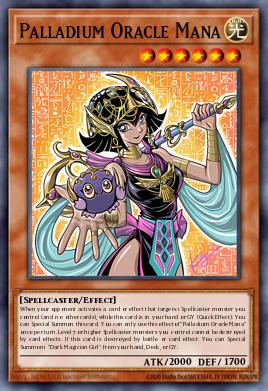 PALLADIUM ORACLE MANA
[SPELLCASTER/EFFECT]
When your opponent activates a card or effect that targets 1 Spellcaster monster you
control (and no other cards), while this card is in your hand or GY (Quick Effect): You
can Special Summon this card. You can only use this effect of "Palladium Oracle Mana"
once per turn. Level 7 or higher Spellcaster monsters you control cannot be destroyed
by card effects. If this card is destroyed by battle or card effect: You can Special
Summon 1 "Dark Magician Girl" from your hand, Deck, or GY.
ATK/2000 DEF/1700